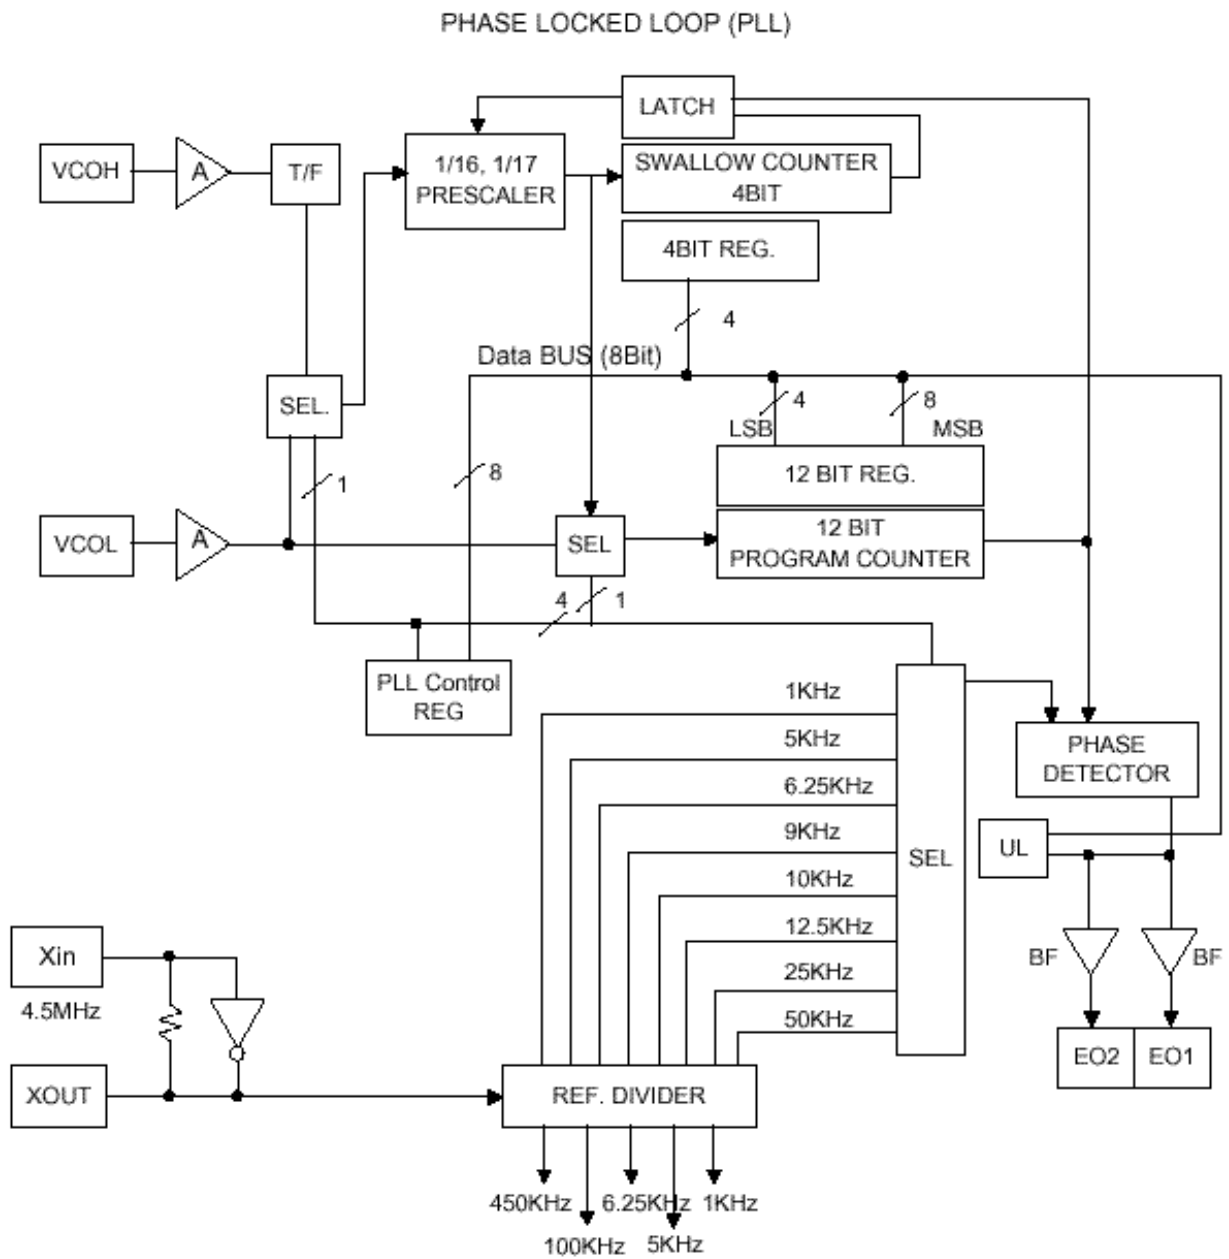 PHASE LOCKED LOOP (PLL)
LATCH
VCOH
A
T/F
1/16, 1/17
PRESCALER
SWALLOW COUNTER
4BIT
4BIT REG.
4
Data BUS (8Bit)
SEL.
4
8
LSB
MSB
1
8
12 BIT REG.
VCOL
A
SEL
12 BIT
PROGRAM COUNTER
4
1
PLL Control
REG
1KHz
5KHz
6.25KHz
9KHz
10KHz
12.5KHz
25KHz
50KHz
SEL
PHASE
DETECTOR
UL
BF
BF
EO2
EO1
Xin
4.5MHz
XOUT
REF. DIVIDER
450KHz
6.25KHz
1KHz
100KHz
5KHz